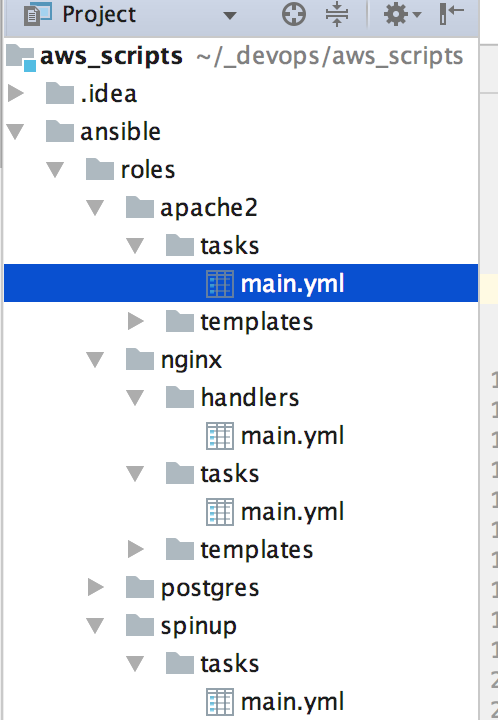 Project
aws_scripts ~/_devops/aws_scripts
.idea
ansible
roles
apache2
tasks
main.yml
templates
nginx
handlers
main.yml
tasks
main.yml
templates
postgres
spinup
tasks
main.yml